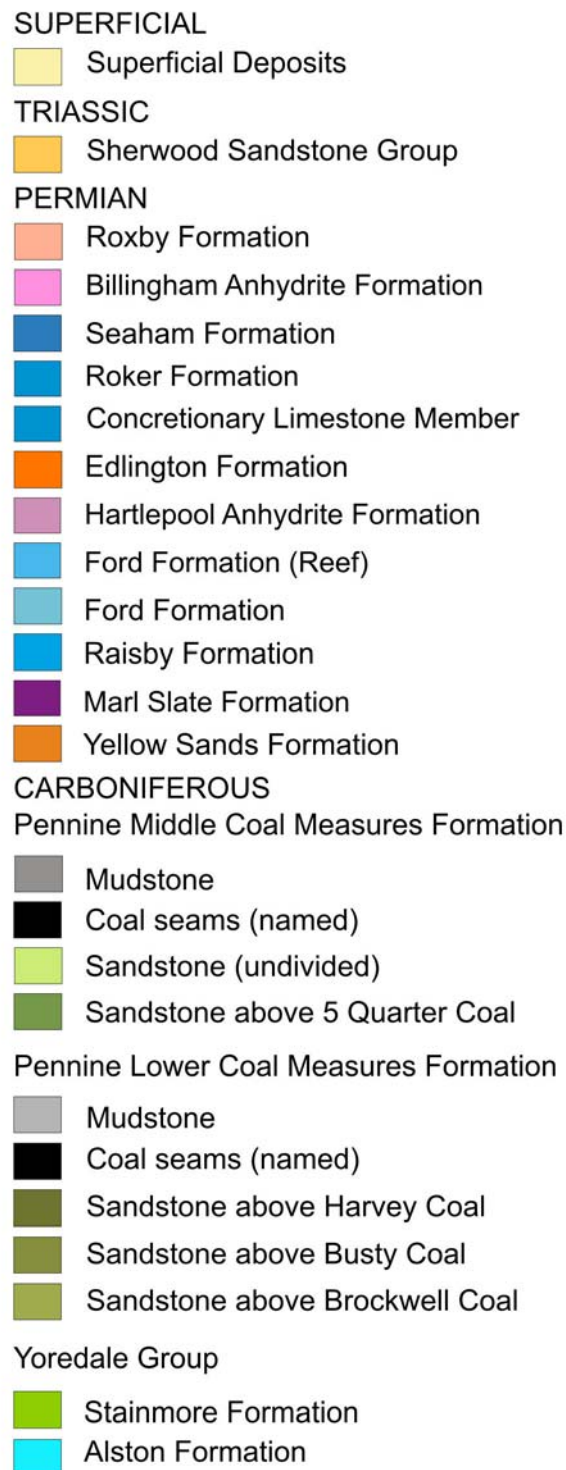 SUPERFICIAL
Superficial Deposits
TRIASSIC
Sherwood Sandstone Group
PERMIAN
Roxby Formation
Billingham Anhydrite Formation
Seaham Formation
Roker Formation
Concretionary Limestone Member
Edlington Formation
Hartlepool Anhydrite Formation
Ford Formation (Reef)
Ford Formation
Raisby Formation
Marl Slate Formation
Yellow Sands Formation
CARBONIFEROUS
Pennine Middle Coal Measures Formation
Mudstone
Coal seams (named)
Sandstone (undivided)
Sandstone above 5 Quarter Coal
Pennine Lower Coal Measures Formation
Mudstone
Coal seams (named)
Sandstone above Harvey Coal
Sandstone above Busty Coal
Sandstone above Brockwell Coal
Yoredale Group
Stainmore Formation
Alston Formation